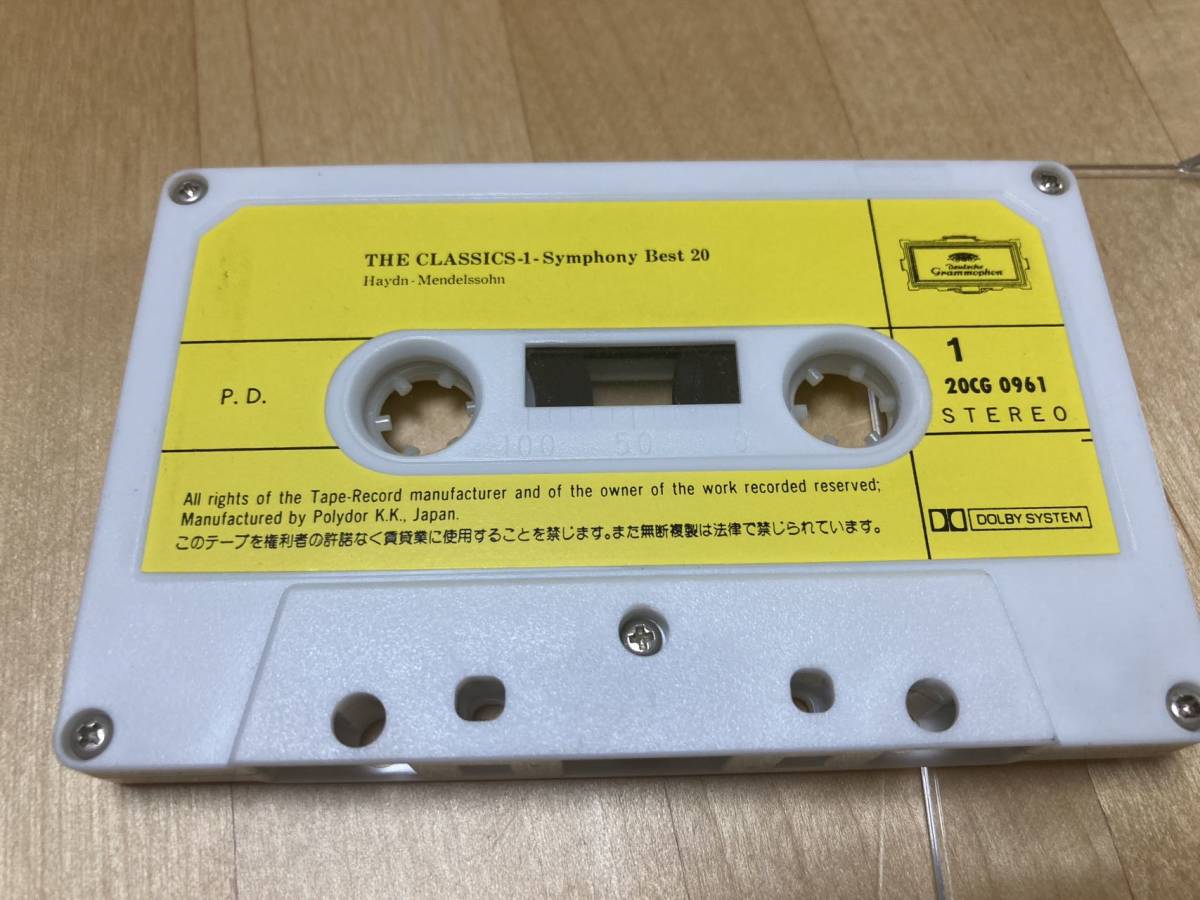 THE CLASSICS-1-Symphony Best 20
Haydn-Mendelssohn
Deutsche
Grammophon
P. D.
1
20CG 0961
STEREO
100 50 0
All rights of the Tape-Record manufacturer and of the owner of the work recorded reserved;
Manufactured by Polydor K.K., Japan.
このテープを権利者の許諾なく賃貸業に使用することを禁じます。また無断複製は法律で禁じられています。
DOLBY SYSTEM